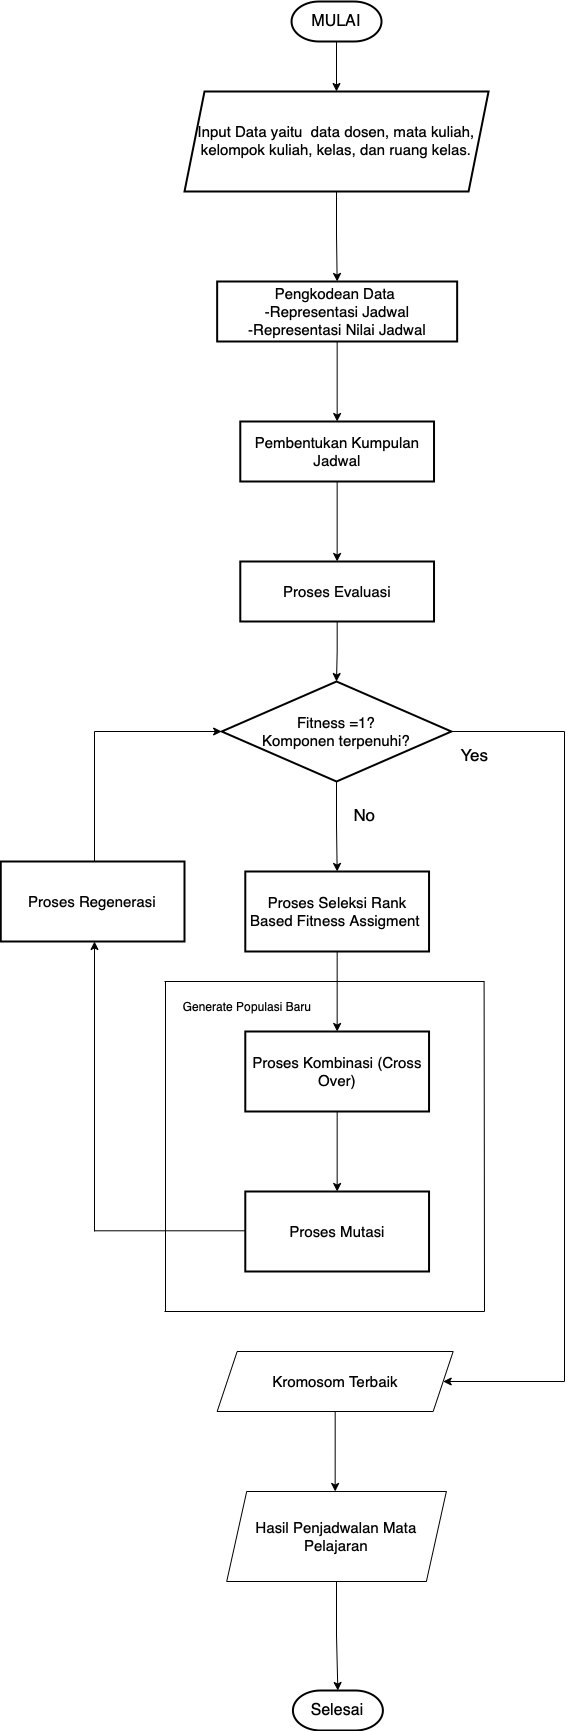 MULAI
Input Data yaitu data dosen, mata kuliah,
kelompok kuliah, kelas, dan ruang kelas.
Pengkodean Data
-Representasi Jadwal
-Representasi Nilai Jadwal
Pembentukan Kumpulan
Jadwal
Proses Evaluasi
Fitness =1?
Komponen terpenuhi?
Yes
No
Proses Regenerasi
Proses Seleksi Rank
Based Fitness Assigment
Generate Populasi Baru
Proses Kombinasi (Cross
Over)
Proses Mutasi
Kromosom Terbaik
Hasil Penjadwalan Mata
Pelajaran
Selesai